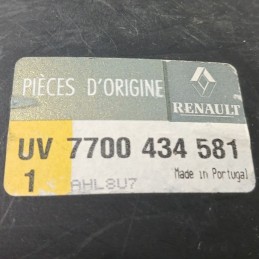 PIÈCES D'ORIGINE
RENAULT
UV 7700 434 581
Made in Portugal
1 AHL8U7